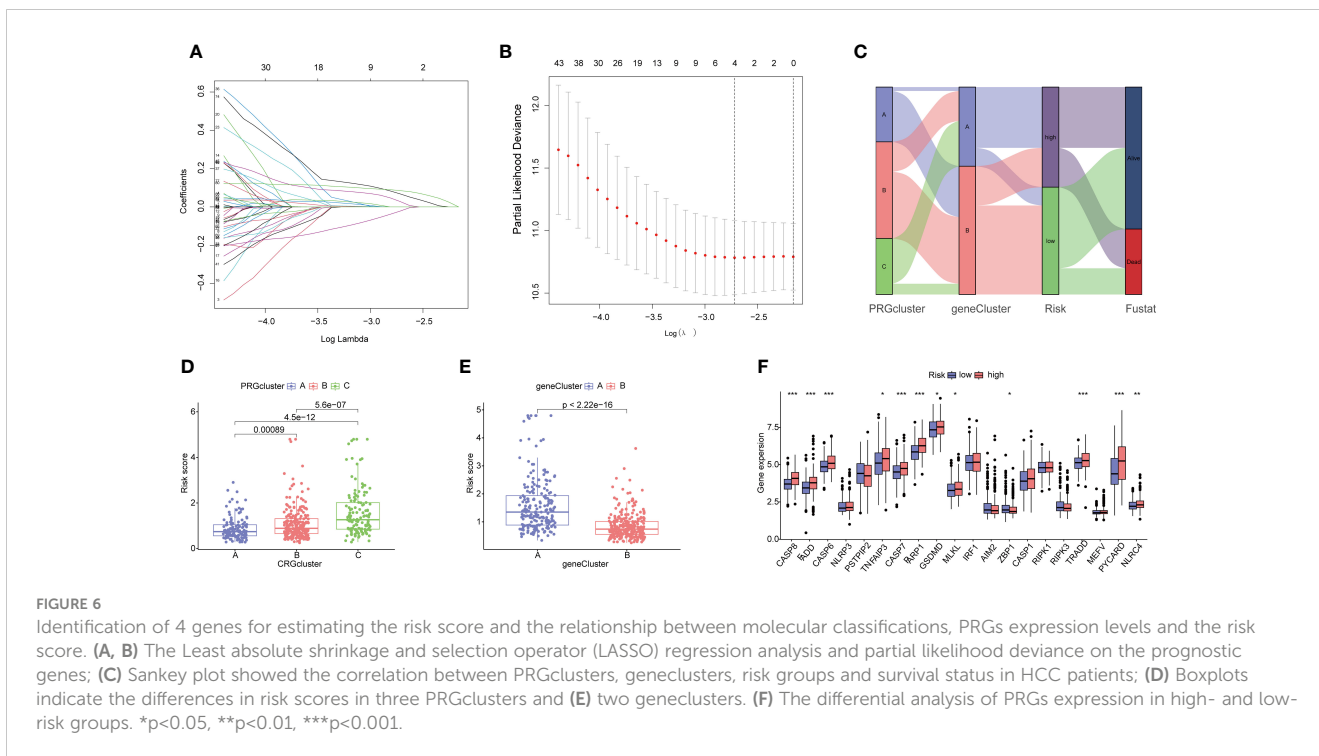 A
30 18 9 2
0.6
0.4
0.2
0.0
−0.2
−0.4
Coefficients
−4.0 −3.5 −3.0 −2.5
Log Lambda
B
43 38 30 26 19 13 9 9 6 4 2 2 0
12.0
11.5
11.0
10.5
Partial Likeihood Deviance
−4.0 −3.5 −3.0 −2.5
Log(λ )
C
A
B
C
A
B
high
low
Alive
Dead
PRGcluster geneCluster Risk Fustat
D
PRGcluster A B C
5.6e−07
4.5e−12
0.00089
6
4
2
0
Risk score
A B C
CRGcluster
E
geneCluster A B
p < 2.22e−16
5
4
3
2
1
Risk score
A B
geneCluster
F
Risk low high
*** *** *** * *** *** * * * *** *** **
7.5
5.0
2.5
0.0
Gene experssion
CASP8
FADD
CASP6
NLRP3
PSTPIP2
TNFAIP3
CASP7
PARP1
GSDMD
MLKL
IRF1
AIM2
ZBP1
CASP1
RIPK1
RIPK3
TRADD
MEFV
PYCARD
NLRC4
FIGURE 6
Identification of 4 genes for estimating the risk score and the relationship between molecular classifications, PRGs expression levels and the risk
score. (A, B) The Least absolute shrinkage and selection operator (LASSO) regression analysis and partial likelihood deviance on the prognostic
genes; (C) Sankey plot showed the correlation between PRGclusters, geneclusters, risk groups and survival status in HCC patients; (D) Boxplots
indicate the differences in risk scores in three PRGclusters and (E) two geneclusters. (F) The differential analysis of PRGs expression in high- and low-
risk groups. *p<0.05, **p<0.01, ***p<0.001.